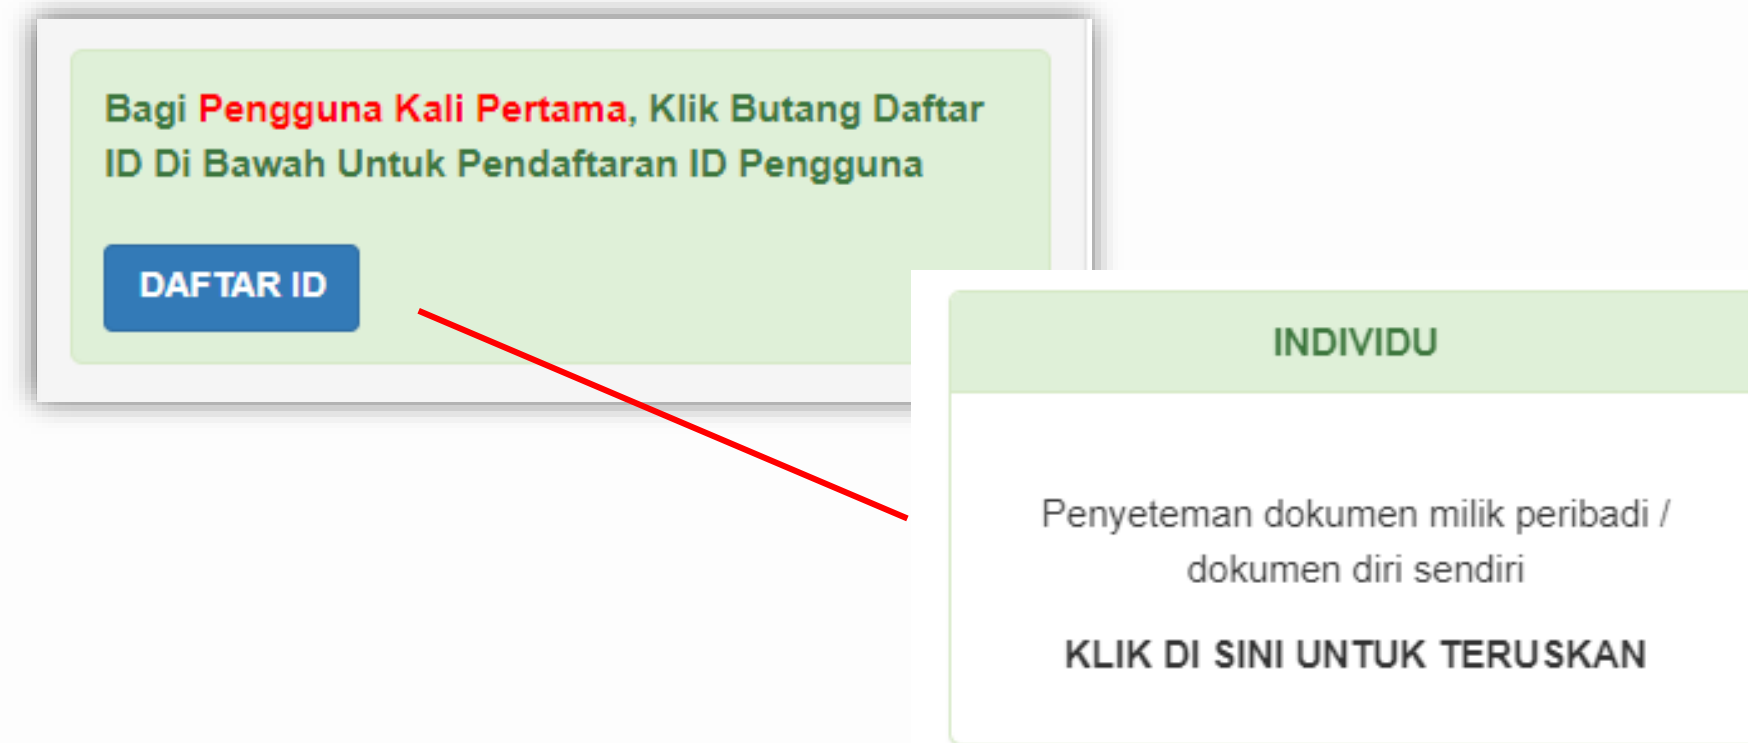 Bagi Pengguna Kali Pertama, Klik Butang Daftar
ID Di Bawah Untuk Pendaftaran ID Pengguna
DAFTAR ID
INDIVIDU
Penyeteman dokumen milik peribadi /
dokumen diri sendiri
KLIK DI SINI UNTUK TERUSKAN